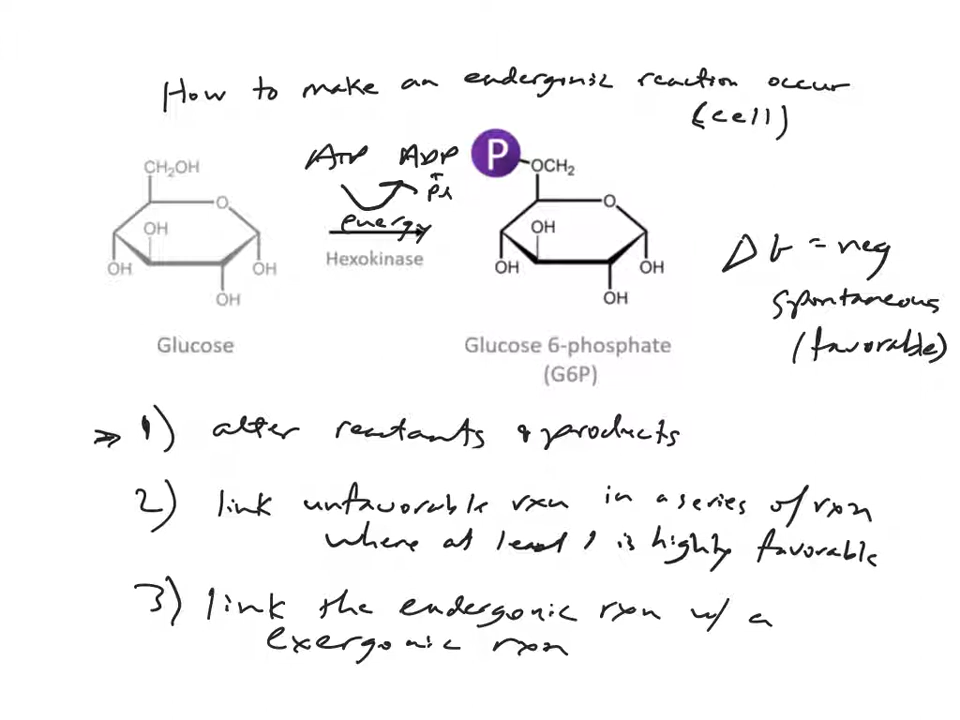 How to make an endergonic reaction occur
(cell)
ATP ADP
Pi
energy
Hexokinase
CH₂OH
O
OH
OH
OH
OH
Glucose
P
OCH₂
O
OH
OH
OH
OH
Glucose 6-phosphate
(G6P)
ΔG = neg
spontaneous
(favorable)
⇒ 1) alter reactants & products
2) link unfavorable rxn in a series of rxn
where at least 1 is highly favorable
3) link the endergonic rxn w/ a
exergonic rxn